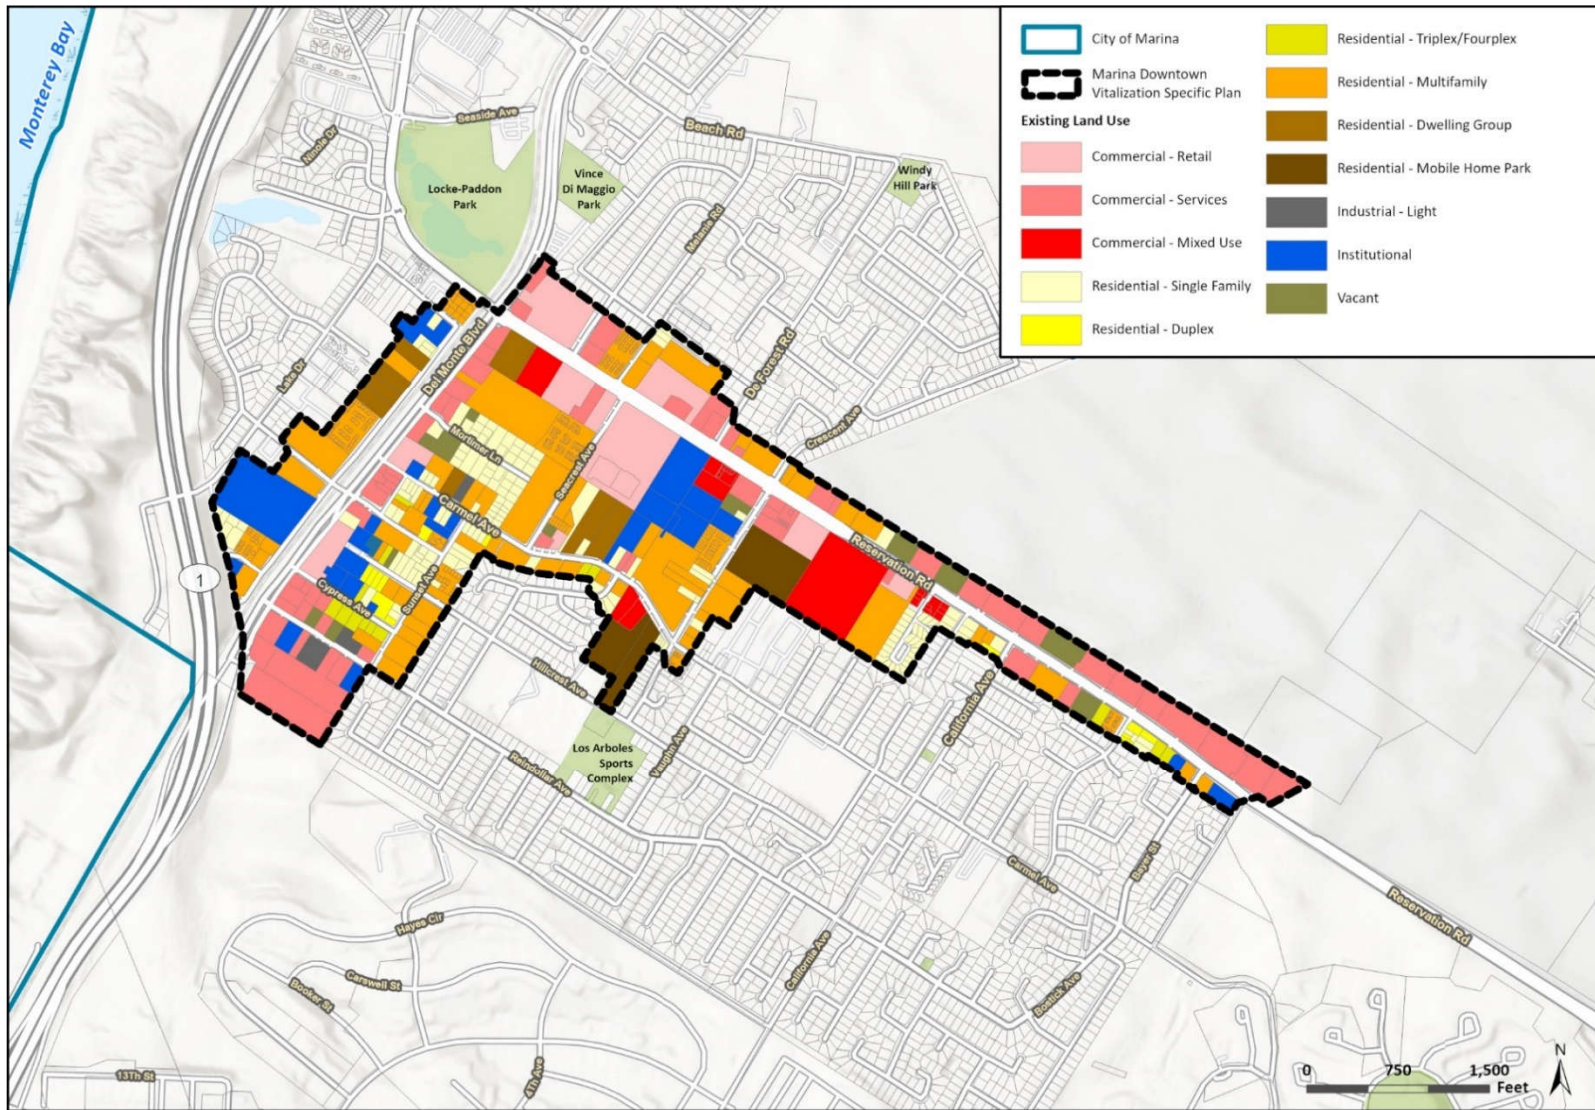 Monterey Bay
City of Marina
Marina Downtown
Vitalization Specific Plan
Existing Land Use
Commercial - Retail
Commercial - Services
Commercial - Mixed Use
Residential - Single Family
Residential - Duplex
Residential - Triplex/Fourplex
Residential - Multifamily
Residential - Dwelling Group
Residential - Mobile Home Park
Industrial - Light
Institutional
Vacant
Seaside Ave
Beach Rd
Ninole Dr
Locke-Paddon
Park
Vince
Di Maggio
Park
Windy
Hill Park
Melanie Rd
De Forest Rd
Del Monte Blvd
Lake Dr
Crescent Ave
Mortimer Ln
Seacrest Ave
Carmel Ave
Reservation Rd
1
Cypress Ave
Sunset Ave
Hillcrest Ave
California Ave
Los Arboles
Sports
Complex
Vaughn Ave
Reindollar Ave
Carmel Ave
Bayer St
Reservation Rd
Hayes Cir
Carswell St
Booker St
California Ave
Bostick Ave
13Th St
4Th Ave
N
0 750 1,500
Feet